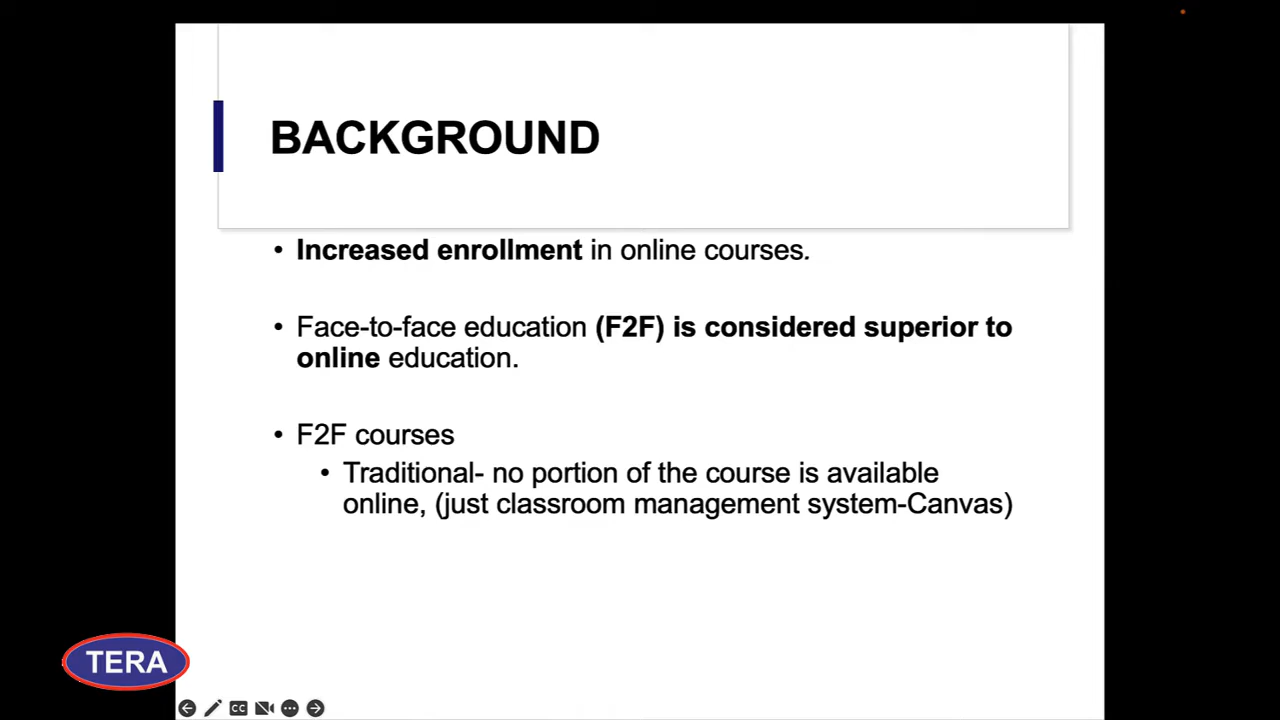 BACKGROUND
• Increased enrollment in online courses.
• Face-to-face education (F2F) is considered superior to
online education.
• F2F courses
• Traditional- no portion of the course is available
online, (just classroom management system-Canvas)
TERA
CC